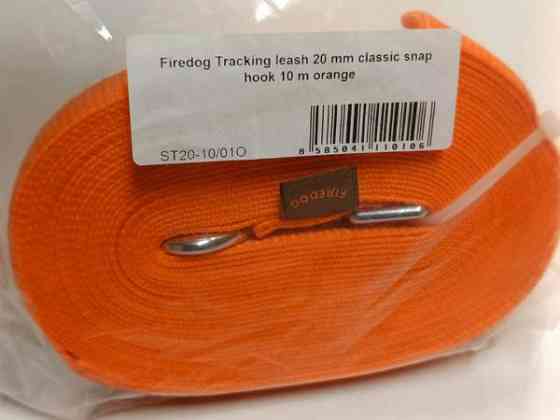 Firedog Tracking leash 20 mm classic snap
hook 10 m orange
ST20-10/01O
8 585041 110106
FIREDOG